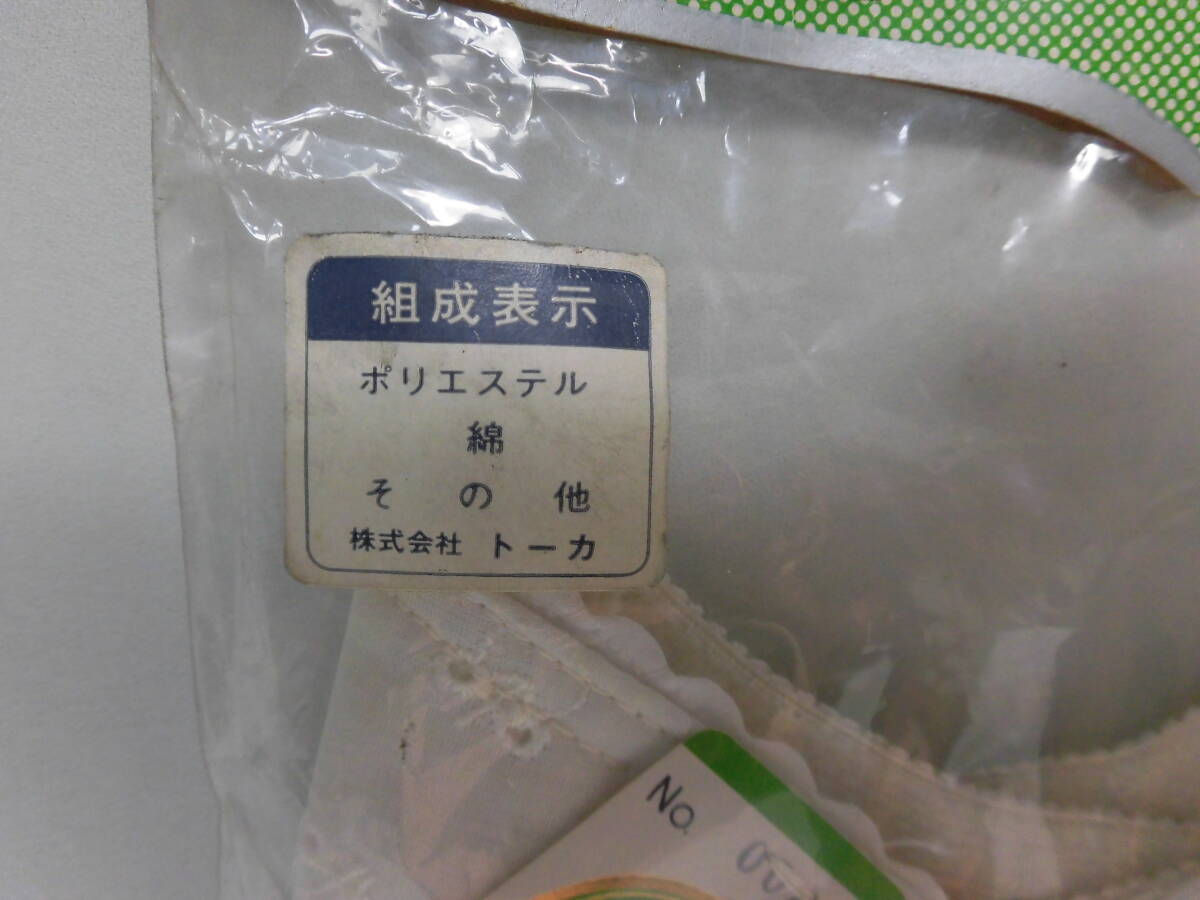 組成表示
ポリエステル
綿
その他
株式会社 トーカ
No.